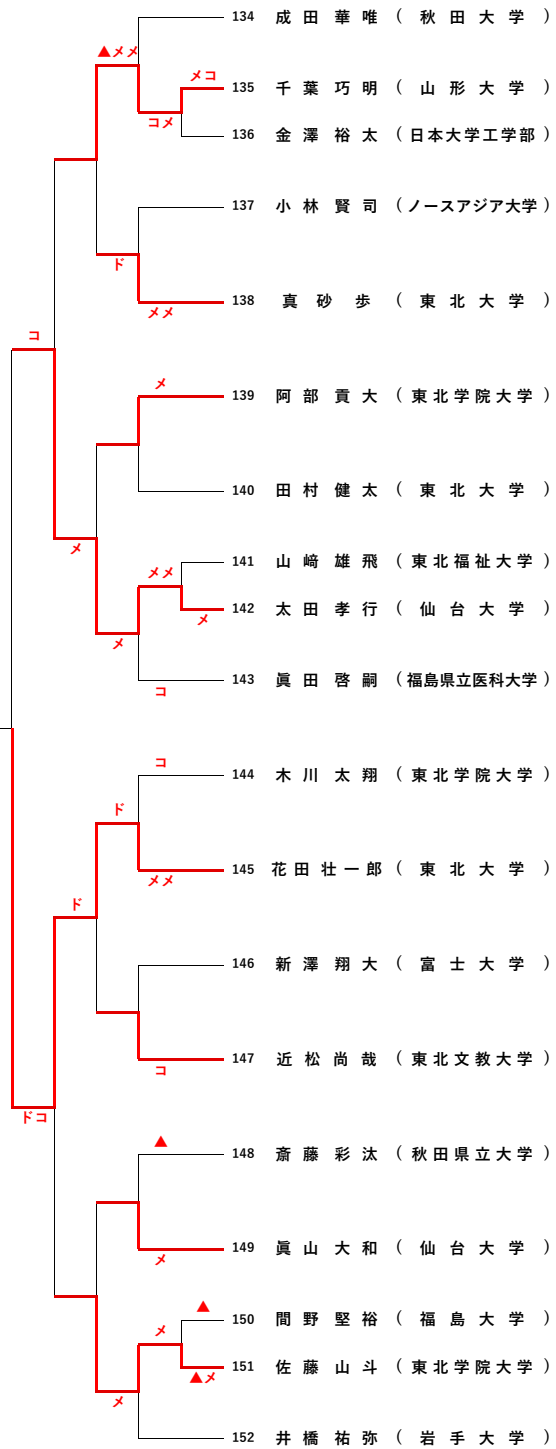 134 成田華唯 (秋田大学)
▲メメ
メコ
135 千葉巧明 (山形大学)
コメ
136 金澤裕太 (日本大学工学部)
137 小林賢司 (ノースアジア大学)
ド
138 真砂歩 (東北大学)
メメ
コ
メ
139 阿部貢大 (東北学院大学)
140 田村健太 (東北大学)
メ
141 山﨑雄飛 (東北福祉大学)
メメ
142 太田孝行 (仙台大学)
メ
メ
143 眞田啓嗣 (福島県立医科大学)
コ
コ
144 木川太翔 (東北学院大学)
ド
145 花田壮一郎 (東北大学)
メメ
ド
146 新澤翔大 (富士大学)
147 近松尚哉 (東北文教大学)
コ
ドコ
▲
148 斎藤彩汰 (秋田県立大学)
149 眞山大和 (仙台大学)
メ
▲
150 間野堅裕 (福島大学)
メ
151 佐藤山斗 (東北学院大学)
▲メ
メ
152 井橋祐弥 (岩手大学)